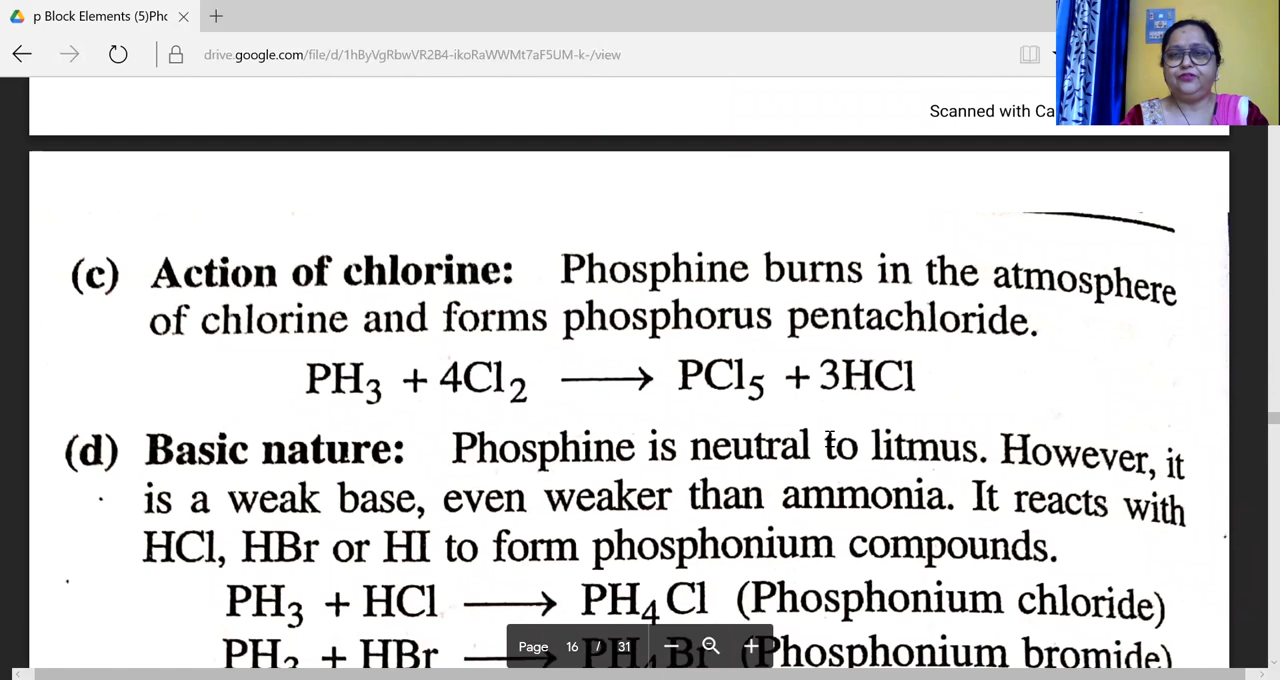 p Block Elements (5)Pho
drive.google.com/file/d/1hByVgRbwVR2B4-ikoRaWWMt7aF5UM-k-/view
Scanned with Ca
(c) Action of chlorine: Phosphine burns in the atmosphere
of chlorine and forms phosphorus pentachloride.
PH3 + 4Cl2 ⟶ PCl5 + 3HCl
(d) Basic nature: Phosphine is neutral to litmus. However, it
is a weak base, even weaker than ammonia. It reacts with
HCl, HBr or HI to form phosphonium compounds.
PH3 + HCl ⟶ PH4Cl (Phosphonium chloride)
PH3 + HBr ⟶ PH4Br (Phosphonium bromide)
Page 16 / 31